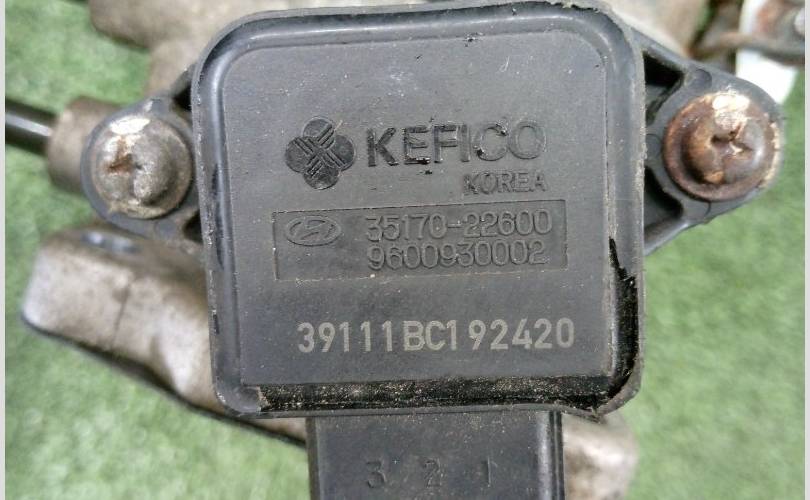 KEFICO
KOREA
35170-22600
9600930002
39111BC192420
3 2 1